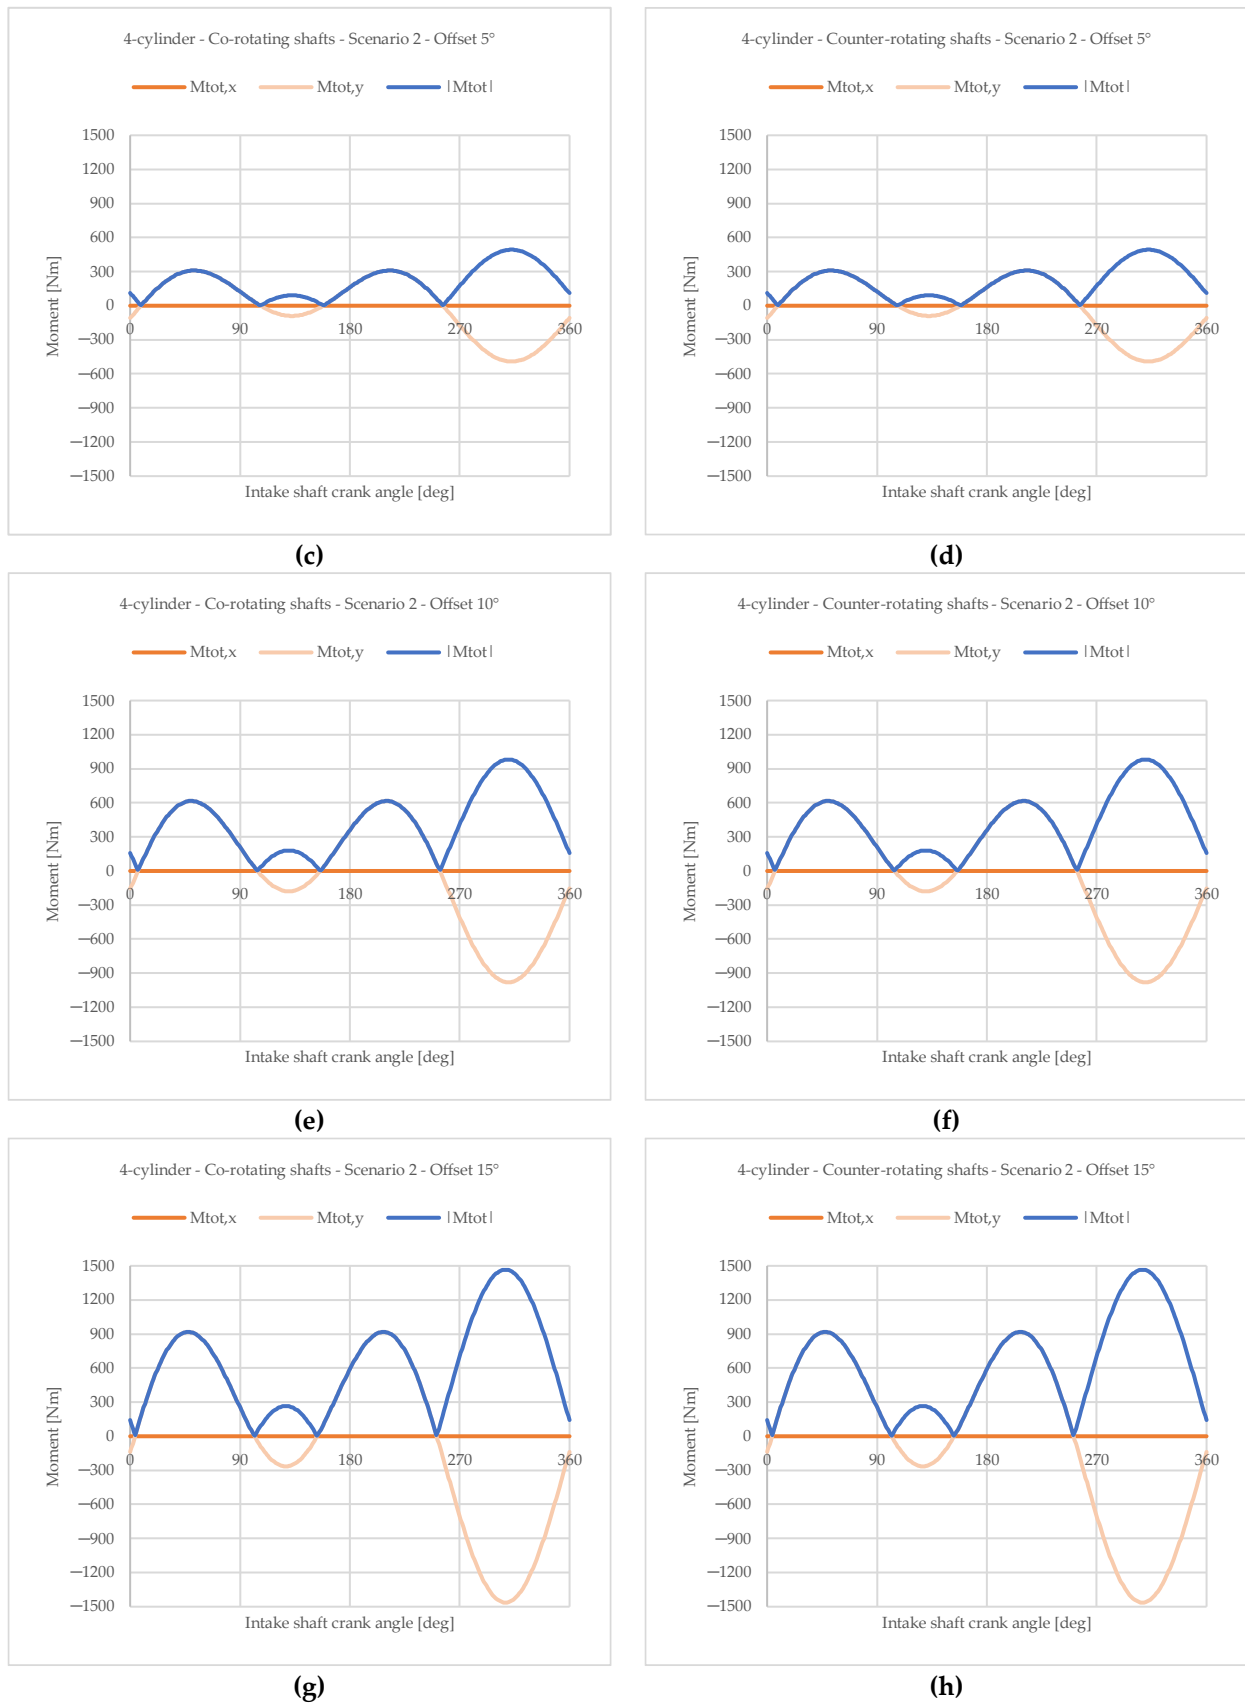 4-cylinder - Co-rotating shafts - Scenario 2 - Offset 5°
Mtot,x Mtot,y |Mtot|
1500
1200
900
600
300
0
−300
−600
−900
−1200
−1500
0 90 180 270 360
Moment [Nm]
Intake shaft crank angle [deg]
(c)
4-cylinder - Counter-rotating shafts - Scenario 2 - Offset 5°
Mtot,x Mtot,y |Mtot|
1500
1200
900
600
300
0
−300
−600
−900
−1200
−1500
0 90 180 270 360
Moment [Nm]
Intake shaft crank angle [deg]
(d)
4-cylinder - Co-rotating shafts - Scenario 2 - Offset 10°
Mtot,x Mtot,y |Mtot|
1500
1200
900
600
300
0
−300
−600
−900
−1200
−1500
0 90 180 270 360
Moment [Nm]
Intake shaft crank angle [deg]
(e)
4-cylinder - Counter-rotating shafts - Scenario 2 - Offset 10°
Mtot,x Mtot,y |Mtot|
1500
1200
900
600
300
0
−300
−600
−900
−1200
−1500
0 90 180 270 360
Moment [Nm]
Intake shaft crank angle [deg]
(f)
4-cylinder - Co-rotating shafts - Scenario 2 - Offset 15°
Mtot,x Mtot,y |Mtot|
1500
1200
900
600
300
0
−300
−600
−900
−1200
−1500
0 90 180 270 360
Moment [Nm]
Intake shaft crank angle [deg]
(g)
4-cylinder - Counter-rotating shafts - Scenario 2 - Offset 15°
Mtot,x Mtot,y |Mtot|
1500
1200
900
600
300
0
−300
−600
−900
−1200
−1500
0 90 180 270 360
Moment [Nm]
Intake shaft crank angle [deg]
(h)